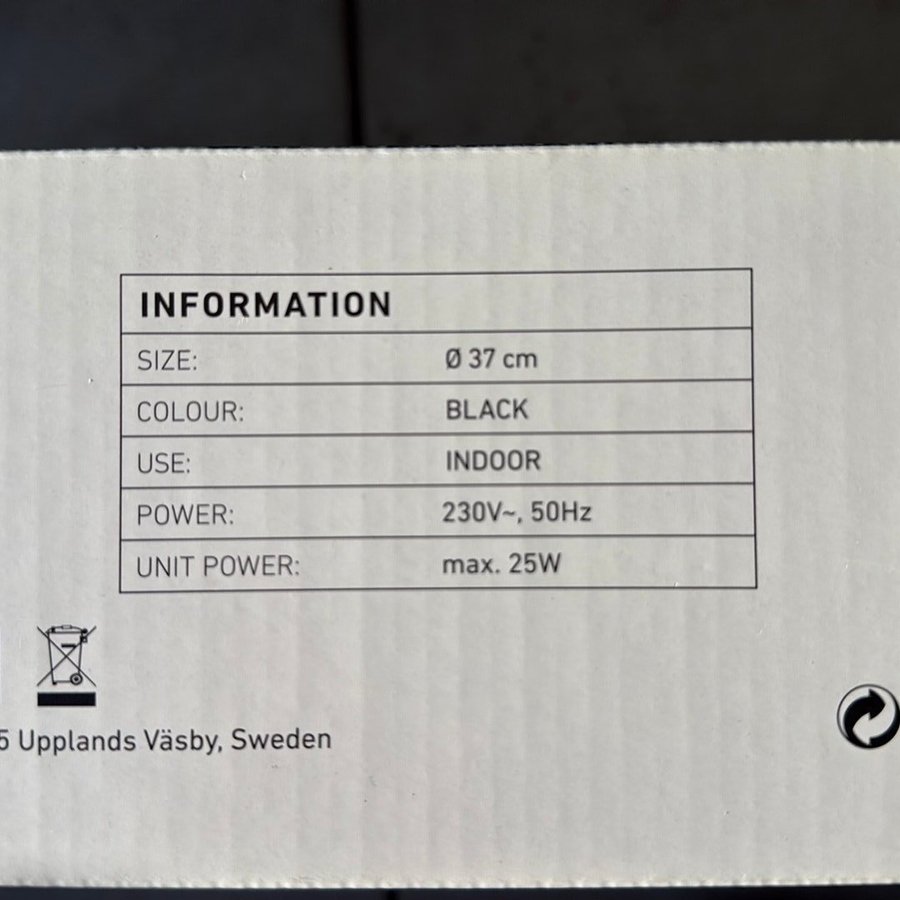 INFORMATION
SIZE: Ø 37 cm
COLOUR: BLACK
USE: INDOOR
POWER: 230V~, 50Hz
UNIT POWER: max. 25W
5 Upplands Väsby, Sweden